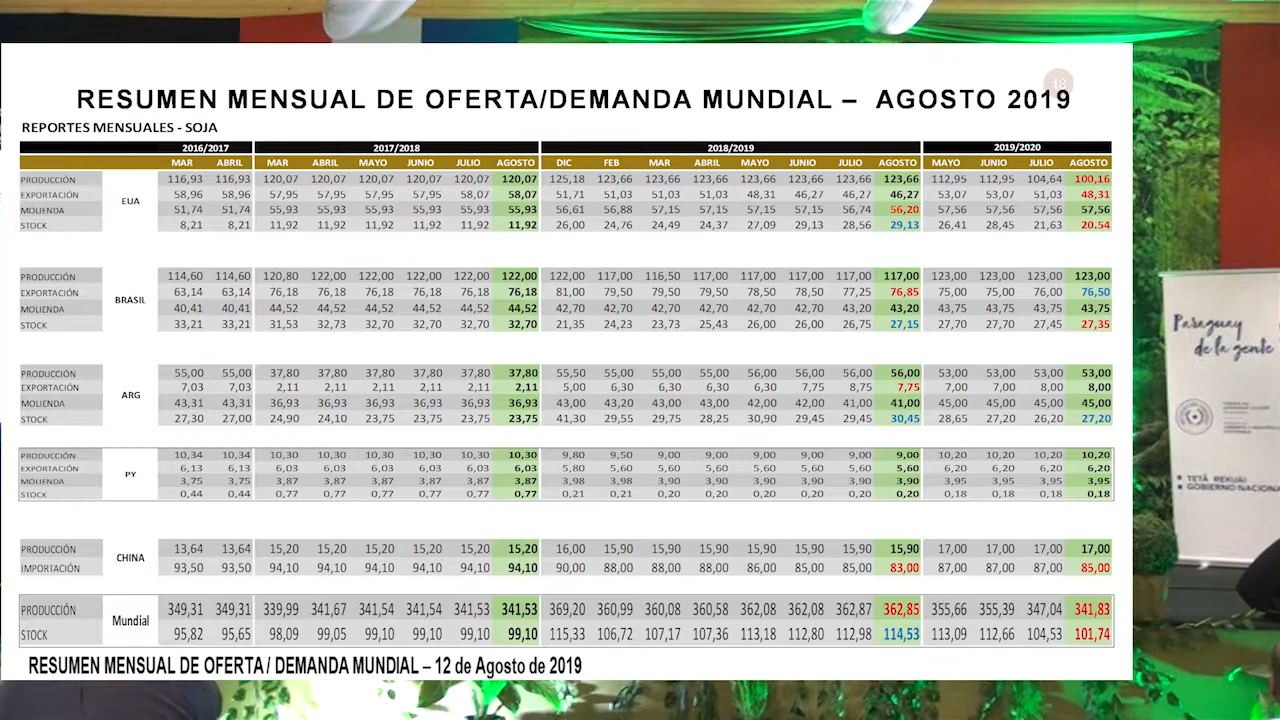 18
RESUMEN MENSUAL DE OFERTA/DEMANDA MUNDIAL – AGOSTO 2019
REPORTES MENSUALES - SOJA
2016/2017 2017/2018 2018/2019 2019/2020
MAR ABRIL MAR ABRIL MAYO JUNIO JULIO AGOSTO DIC FEB MAR ABRIL MAYO JUNIO JULIO AGOSTO MAYO JUNIO JULIO AGOSTO
EUA
PRODUCCIÓN 116,93 116,93 120,07 120,07 120,07 120,07 120,07 120,07 125,18 123,66 123,66 123,66 123,66 123,66 123,66 123,66 112,95 112,95 104,64 100,16
EXPORTACIÓN 58,96 58,96 57,95 57,95 57,95 57,95 58,07 58,07 51,71 51,03 51,03 51,03 48,31 46,27 46,27 46,27 53,07 53,07 51,03 48,31
MOLIENDA 51,74 51,74 55,93 55,93 55,93 55,93 55,93 55,93 56,61 56,88 57,15 57,15 57,15 57,15 56,74 56,20 57,56 57,56 57,56 57,56
STOCK 8,21 8,21 11,92 11,92 11,92 11,92 11,92 11,92 26,00 24,76 24,49 24,37 27,09 29,13 28,56 29,13 26,41 28,45 21,63 20.54
BRASIL
PRODUCCIÓN 114,60 114,60 120,80 122,00 122,00 122,00 122,00 122,00 122,00 117,00 116,50 117,00 117,00 117,00 117,00 117,00 123,00 123,00 123,00 123,00
EXPORTACIÓN 63,14 63,14 76,18 76,18 76,18 76,18 76,18 76,18 81,00 79,50 79,50 79,50 78,50 78,50 77,25 76,85 75,00 75,00 76,00 76,50
MOLIENDA 40,41 40,41 44,52 44,52 44,52 44,52 44,52 44,52 42,70 42,70 42,70 42,70 42,70 42,70 43,20 43,20 43,75 43,75 43,75 43,75
STOCK 33,21 33,21 31,53 32,73 32,70 32,70 32,70 32,70 21,35 24,23 23,73 25,43 26,00 26,00 26,75 27,15 27,70 27,70 27,45 27,35
ARG
PRODUCCIÓN 55,00 55,00 37,80 37,80 37,80 37,80 37,80 37,80 55,50 55,00 55,00 55,00 56,00 56,00 56,00 56,00 53,00 53,00 53,00 53,00
EXPORTACIÓN 7,03 7,03 2,11 2,11 2,11 2,11 2,11 2,11 5,00 6,30 6,30 6,30 6,30 7,75 8,75 7,75 7,00 7,00 8,00 8,00
MOLIENDA 43,31 43,31 36,93 36,93 36,93 36,93 36,93 36,93 43,00 43,20 43,00 43,00 42,00 42,00 41,00 41,00 45,00 45,00 45,00 45,00
STOCK 27,30 27,00 24,90 24,10 23,75 23,75 23,75 23,75 41,30 29,55 29,75 28,25 30,90 29,45 29,45 30,45 28,65 27,20 26,20 27,20
PY
PRODUCCIÓN 10,34 10,34 10,30 10,30 10,30 10,30 10,30 10,30 9,80 9,50 9,00 9,00 9,00 9,00 9,00 9,00 10,20 10,20 10,20 10,20
EXPORTACIÓN 6,13 6,13 6,03 6,03 6,03 6,03 6,03 6,03 5,80 5,60 5,60 5,60 5,60 5,60 5,60 5,60 6,20 6,20 6,20 6,20
MOLIENDA 3,75 3,75 3,87 3,87 3,87 3,87 3,87 3,87 3,98 3,98 3,90 3,90 3,90 3,90 3,90 3,90 3,95 3,95 3,95 3,95
STOCK 0,44 0,44 0,77 0,77 0,77 0,77 0,77 0,77 0,21 0,21 0,20 0,20 0,20 0,20 0,20 0,20 0,18 0,18 0,18 0,18
CHINA
PRODUCCIÓN 13,64 13,64 15,20 15,20 15,20 15,20 15,20 15,20 16,00 15,90 15,90 15,90 15,90 15,90 15,90 15,90 17,00 17,00 17,00 17,00
IMPORTACIÓN 93,50 93,50 94,10 94,10 94,10 94,10 94,10 94,10 90,00 88,00 88,00 88,00 86,00 85,00 85,00 83,00 87,00 87,00 87,00 85,00
Mundial
PRODUCCIÓN 349,31 349,31 339,99 341,67 341,54 341,54 341,53 341,53 369,20 360,99 360,08 360,58 362,08 362,08 362,87 362,85 355,66 355,39 347,04 341,83
STOCK 95,82 95,65 98,09 99,05 99,10 99,10 99,10 99,10 115,33 106,72 107,17 107,36 113,18 112,80 112,98 114,53 113,09 112,66 104,53 101,74
RESUMEN MENSUAL DE OFERTA / DEMANDA MUNDIAL – 12 de Agosto de 2019
Paraguay
de la gente
TETÃ REKUÁI
GOBIERNO NACIONAL